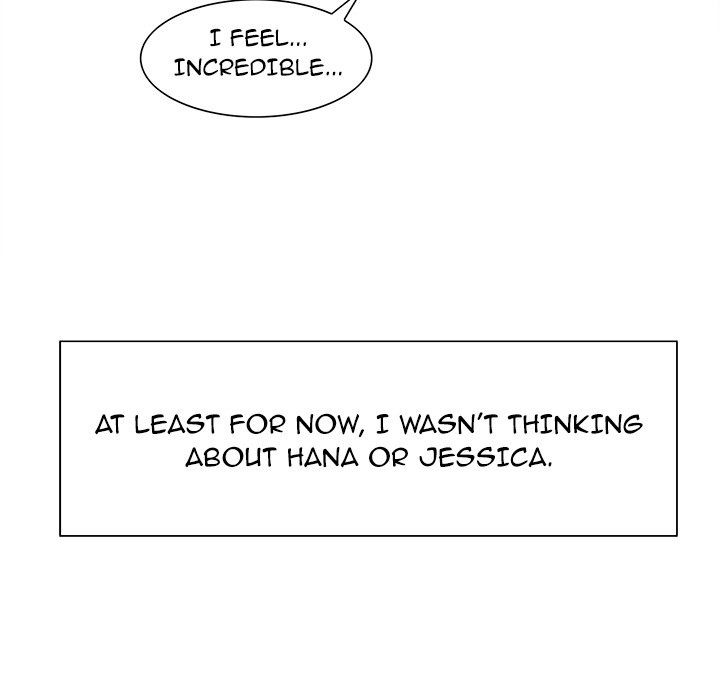 I FEEL...
INCREDIBLE...
AT LEAST FOR NOW, I WASN'T THINKING
ABOUT HANA OR JESSICA.